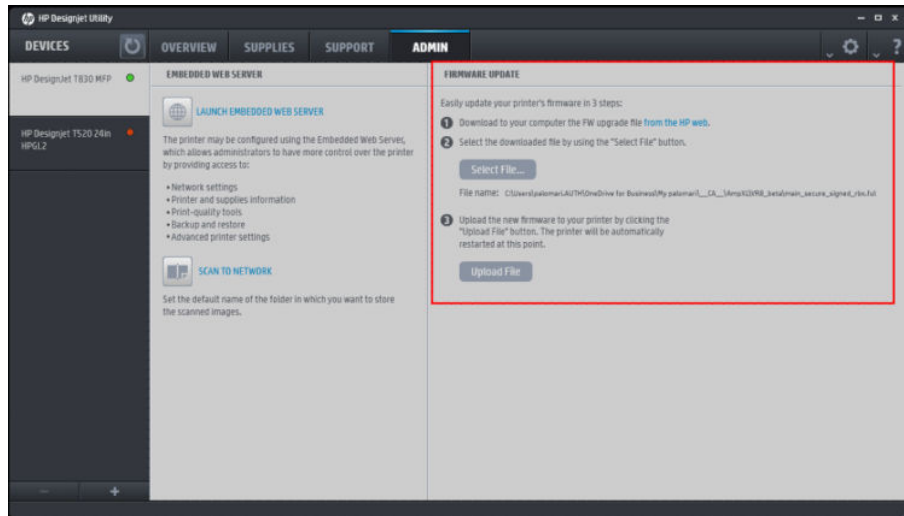 HP Designjet Utility
DEVICES
OVERVIEW
SUPPLIES
SUPPORT
ADMIN
?
HP DesignJet T830 MFP
HP Designjet T520 24in
HPGL2
EMBEDDED WEB SERVER
LAUNCH EMBEDDED WEB SERVER
The printer may be configured using the Embedded Web Server,
which allows administrators to have more control over the printer
by providing access to:
• Network settings
• Printer and supplies information
• Print-quality tools
• Backup and restore
• Advanced printer settings
SCAN TO NETWORK
Set the default name of the folder in which you want to store
the scanned images.
FIRMWARE UPDATE
Easily update your printer's firmware in 3 steps:
1 Download to your computer the FW upgrade file from the HP web.
2 Select the downloaded file by using the "Select File" button.
Select File...
File name:
3 Upload the new firmware to your printer by clicking the
"Upload File" button. The printer will be automatically
restarted at this point.
Upload File